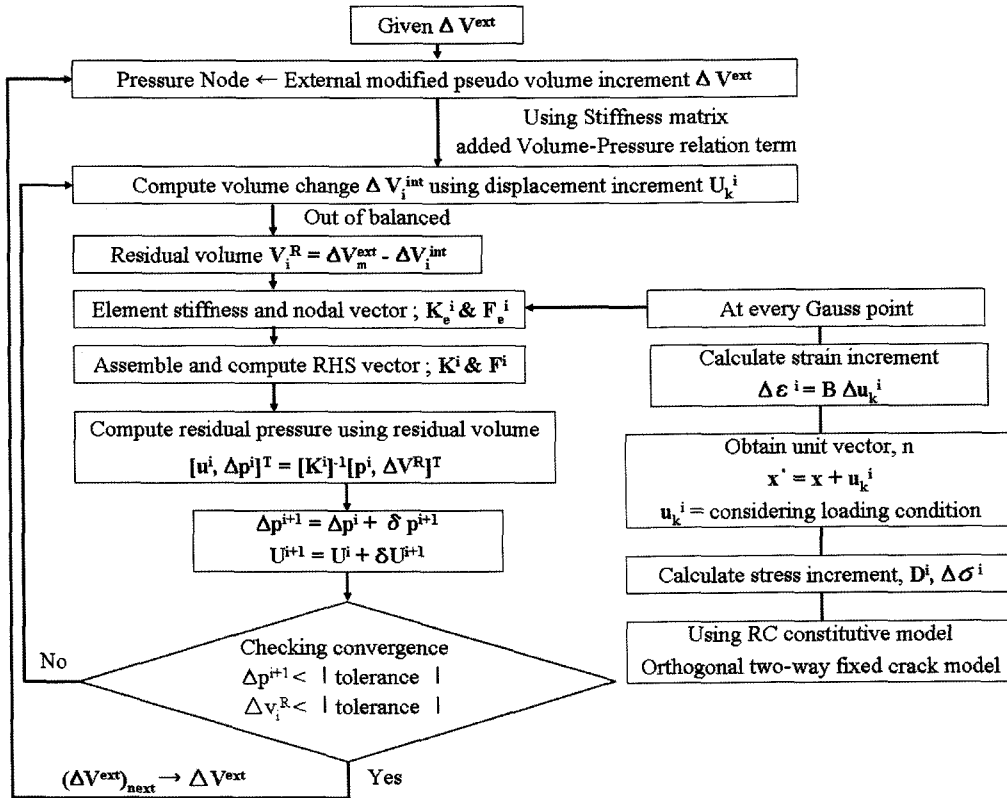 Given Δ V^ext
Pressure Node ← External modified pseudo volume increment Δ V^ext
Using Stiffness matrix
added Volume-Pressure relation term
Compute volume change Δ V_i^int using displacement increment U_k^i
Out of balanced
Residual volume V_i^R = ΔV_m^ext - ΔV_i^int
Element stiffness and nodal vector ; K_e^i & F_e^i
Assemble and compute RHS vector ; K^i & F^i
Compute residual pressure using residual volume
[u^i, Δp^i]^T = [K^i]^-1[p^i, ΔV^R]^T
Δp^i+1 = Δp^i + δ p^i+1
U^i+1 = U^i + δU^i+1
Checking convergence
Δp^i+1 < | tolerance |
△v_i^R < | tolerance |
No
Yes
(ΔV^ext)_next → △V^ext
At every Gauss point
Calculate strain increment
Δ ε^i = B Δu_k^i
Obtain unit vector, n
x' = x + u_k^i
u_k^i = considering loading condition
Calculate stress increment, D^i, Δσ^i
Using RC constitutive model
Orthogonal two-way fixed crack model